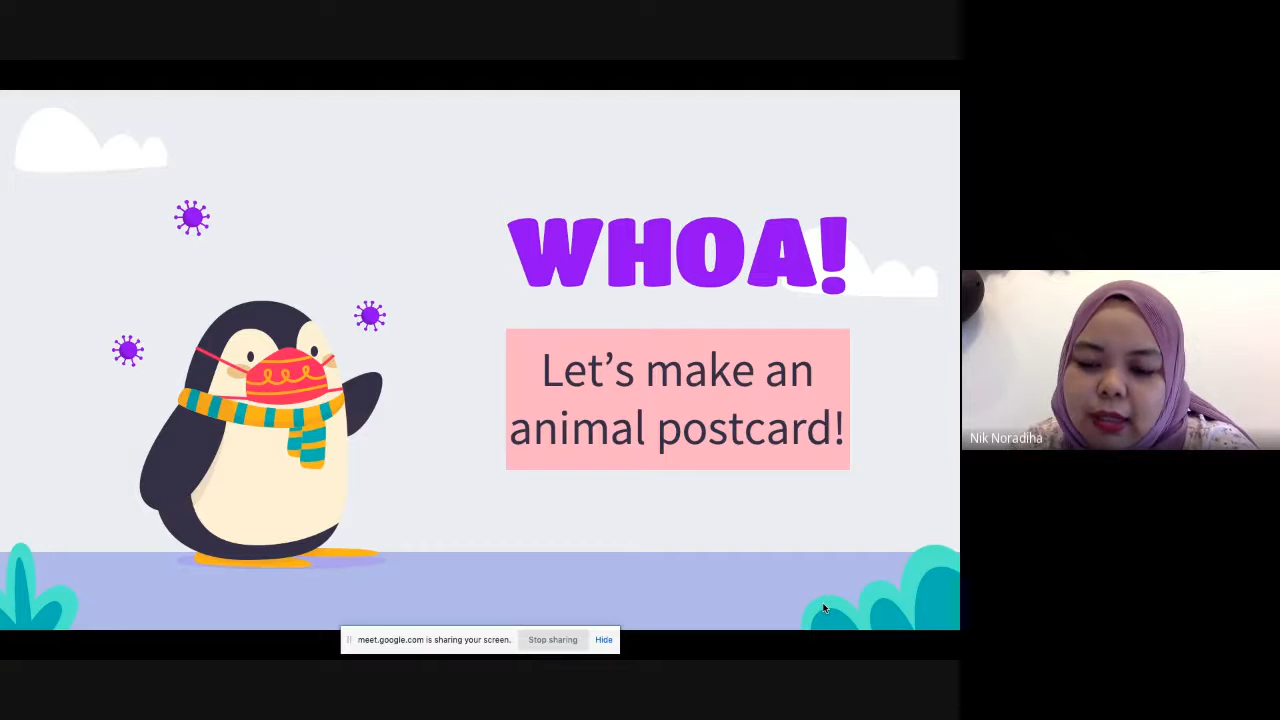 WHOA!
Let’s make an
animal postcard!
Nik Noradiha
meet.google.com is sharing your screen.
Stop sharing
Hide